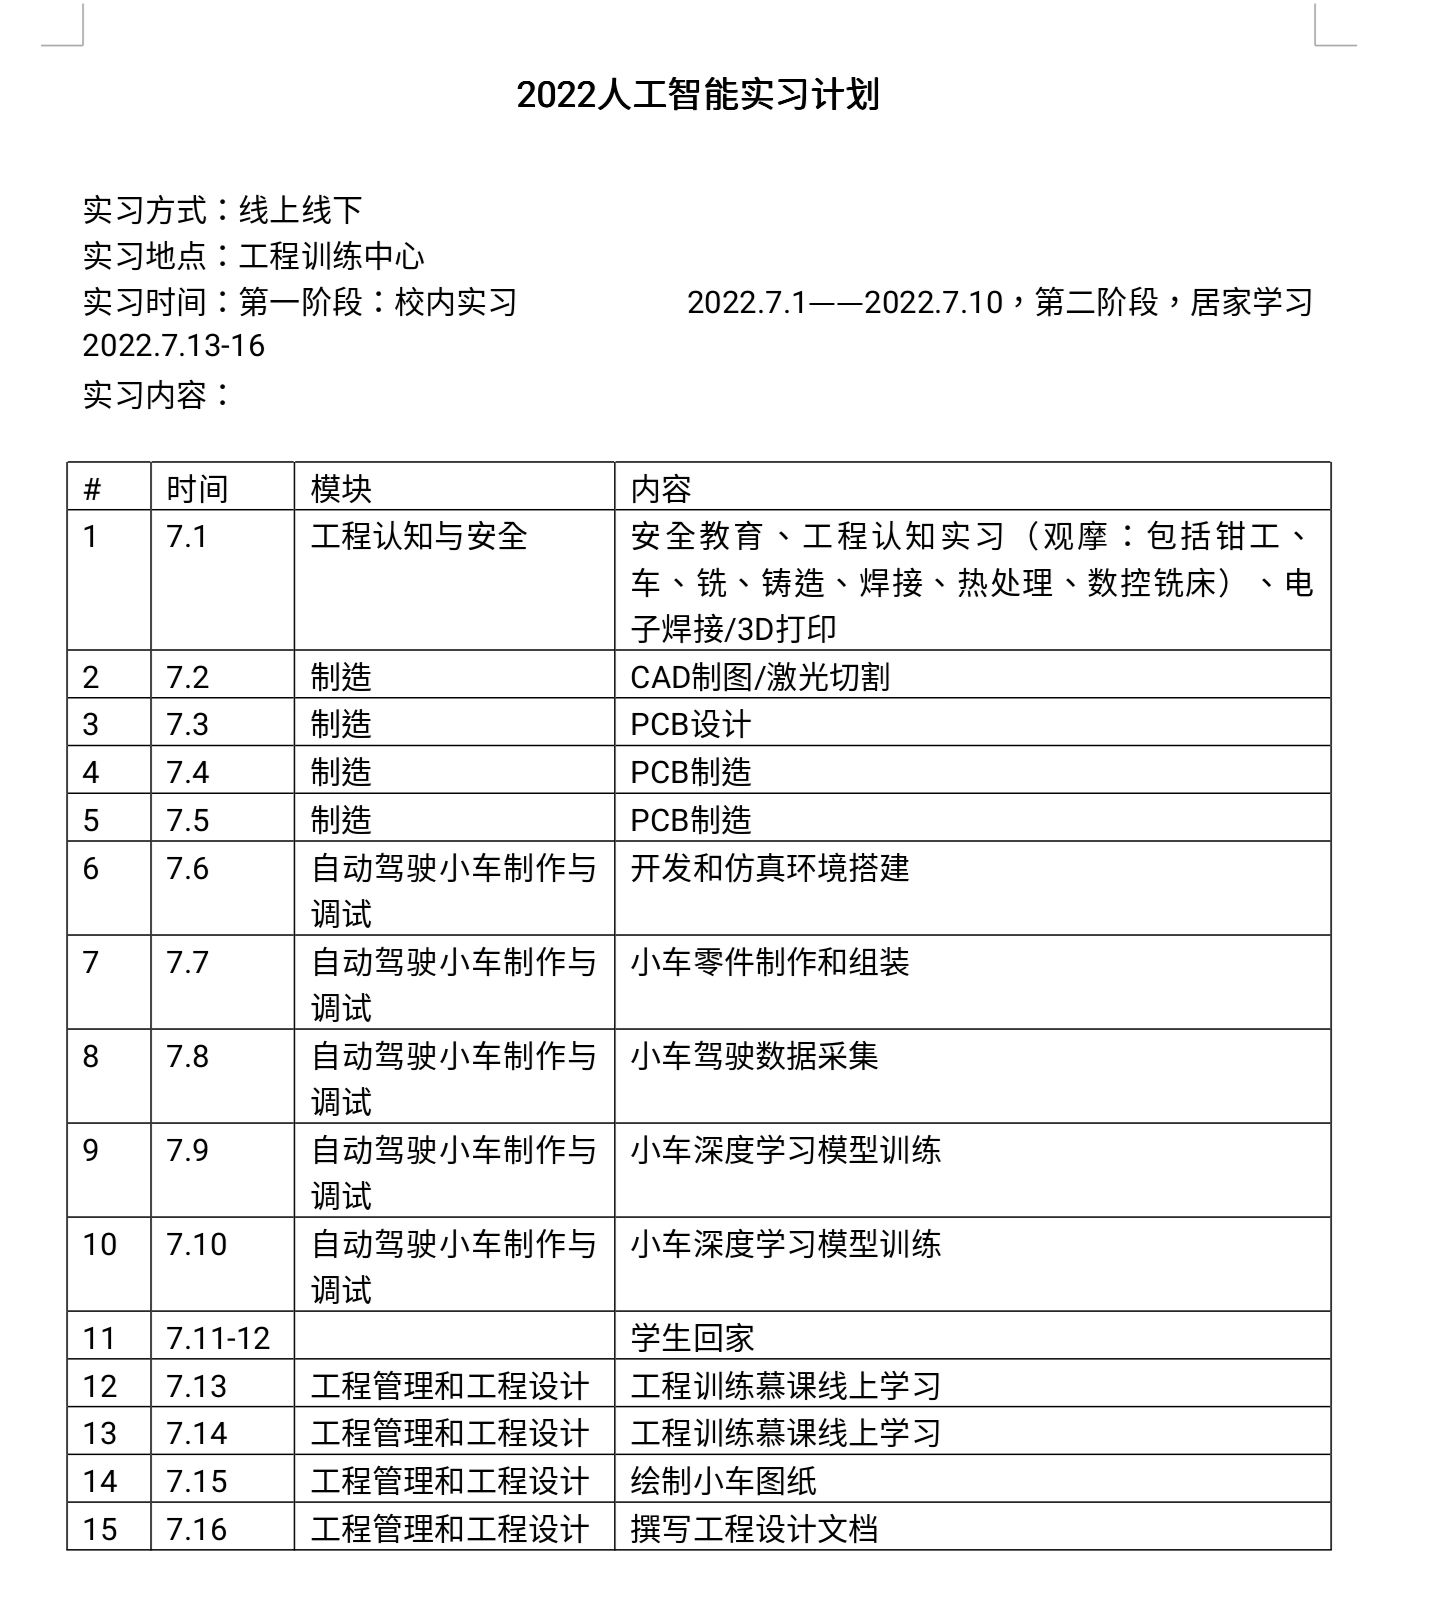 2022人工智能实习计划
实习方式：线上线下
实习地点：工程训练中心
实习时间：第一阶段：校内实习 2022.7.1——2022.7.10，第二阶段，居家学习
2022.7.13-16
实习内容：
# 时间 模块 内容
1 7.1 工程认知与安全 安全教育、工程认知实习（观摩：包括钳工、
车、铣、铸造、焊接、热处理、数控铣床）、电
子焊接/3D打印
2 7.2 制造 CAD制图/激光切割
3 7.3 制造 PCB设计
4 7.4 制造 PCB制造
5 7.5 制造 PCB制造
6 7.6 自动驾驶小车制作与 开发和仿真环境搭建
调试
7 7.7 自动驾驶小车制作与 小车零件制作和组装
调试
8 7.8 自动驾驶小车制作与 小车驾驶数据采集
调试
9 7.9 自动驾驶小车制作与 小车深度学习模型训练
调试
10 7.10 自动驾驶小车制作与 小车深度学习模型训练
调试
11 7.11-12 学生回家
12 7.13 工程管理和工程设计 工程训练慕课线上学习
13 7.14 工程管理和工程设计 工程训练慕课线上学习
14 7.15 工程管理和工程设计 绘制小车图纸
15 7.16 工程管理和工程设计 撰写工程设计文档